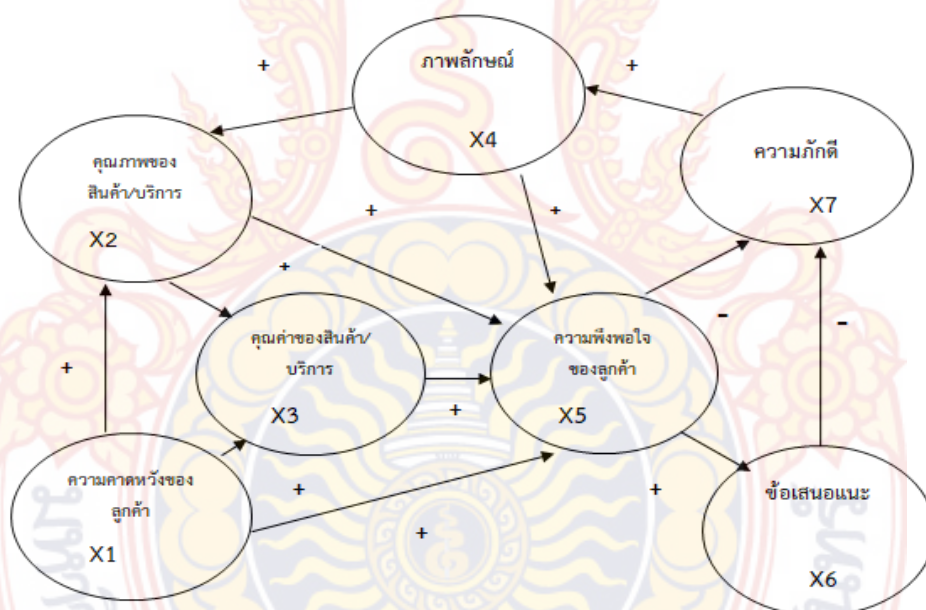 ภาพลักษณ์
X4
+
+
ความภักดี
X7
คุณภาพของ
สินค้า/บริการ
X2
+
+
+
คุณค่าของสินค้า/
บริการ
X3
ความพึงพอใจ
ของลูกค้า
X5
-
-
+
+
ความคาดหวังของ
ลูกค้า
X1
+
+
+
ข้อเสนอแนะ
X6